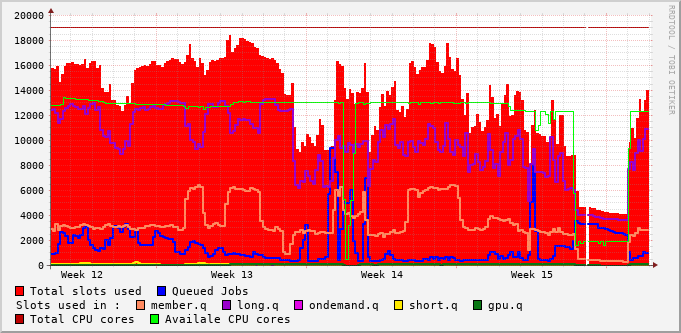 20000
18000
16000
14000
12000
10000
8000
6000
4000
2000
0
Week 12 Week 13 Week 14 Week 15
RRDTOOL / TOBI OETIKER
Total slots used Queued Jobs
Slots used in : member.q long.q ondemand.q short.q gpu.q
Total CPU cores Availale CPU cores